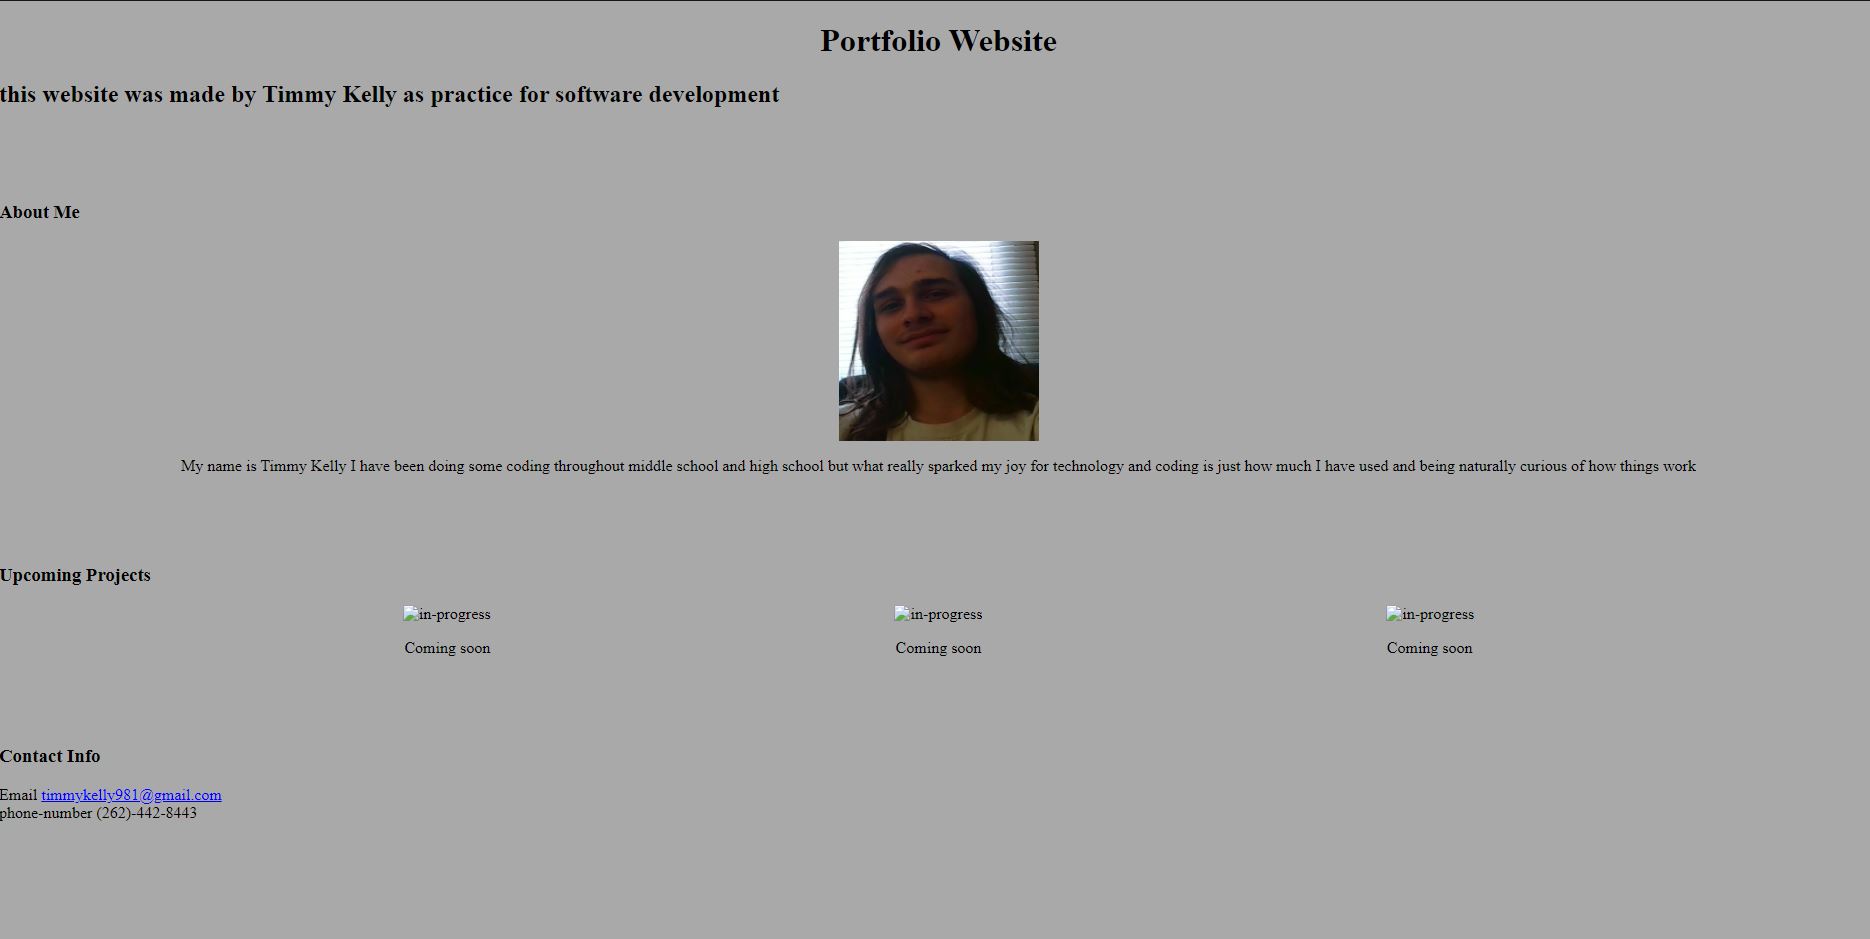 Portfolio Website
this website was made by Timmy Kelly as practice for software development
About Me
My name is Timmy Kelly I have been doing some coding throughout middle school and high school but what really sparked my joy for technology and coding is just how much I have used and being naturally curious of how things work
Upcoming Projects
in-progress in-progress in-progress
Coming soon Coming soon Coming soon
Contact Info
Email timmykelly981@gmail.com
phone-number (262)-442-8443